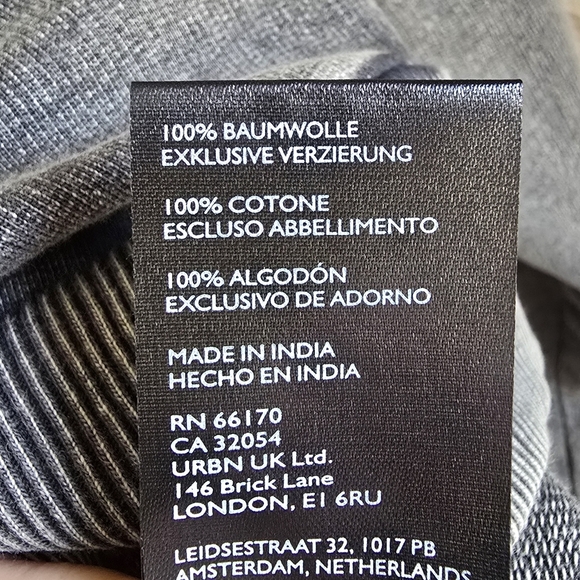 100% BAUMWOLLE
EXKLUSIVE VERZIERUNG
100% COTONE
ESCLUSO ABBELLIMENTO
100% ALGODÓN
EXCLUSIVO DE ADORNO
MADE IN INDIA
HECHO EN INDIA
RN 66170
CA 32054
URBN UK Ltd.
146 Brick Lane
LONDON, E1 6RU
LEIDSESTRAAT 32, 1017 PB
AMSTERDAM, NETHERLANDS